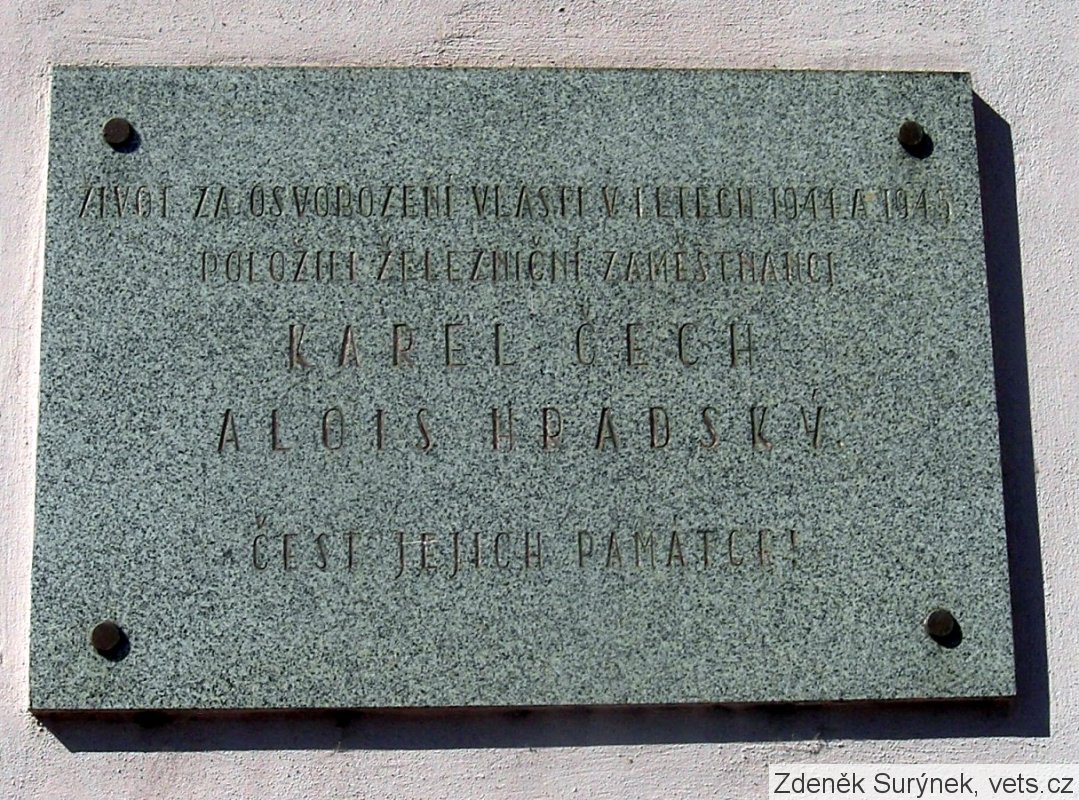 ŽIVOT ZA OSVOBOZENÍ VLASTI V LETECH 1944 A 1945
POLOŽILI ŽELEZNIČNÍ ZAMĚSTNANCI
KAREL ČECH
ALOIS HRADSKÝ.
ČEST JEJICH PAMÁTCE!
Zdeněk Surýnek, vets.cz